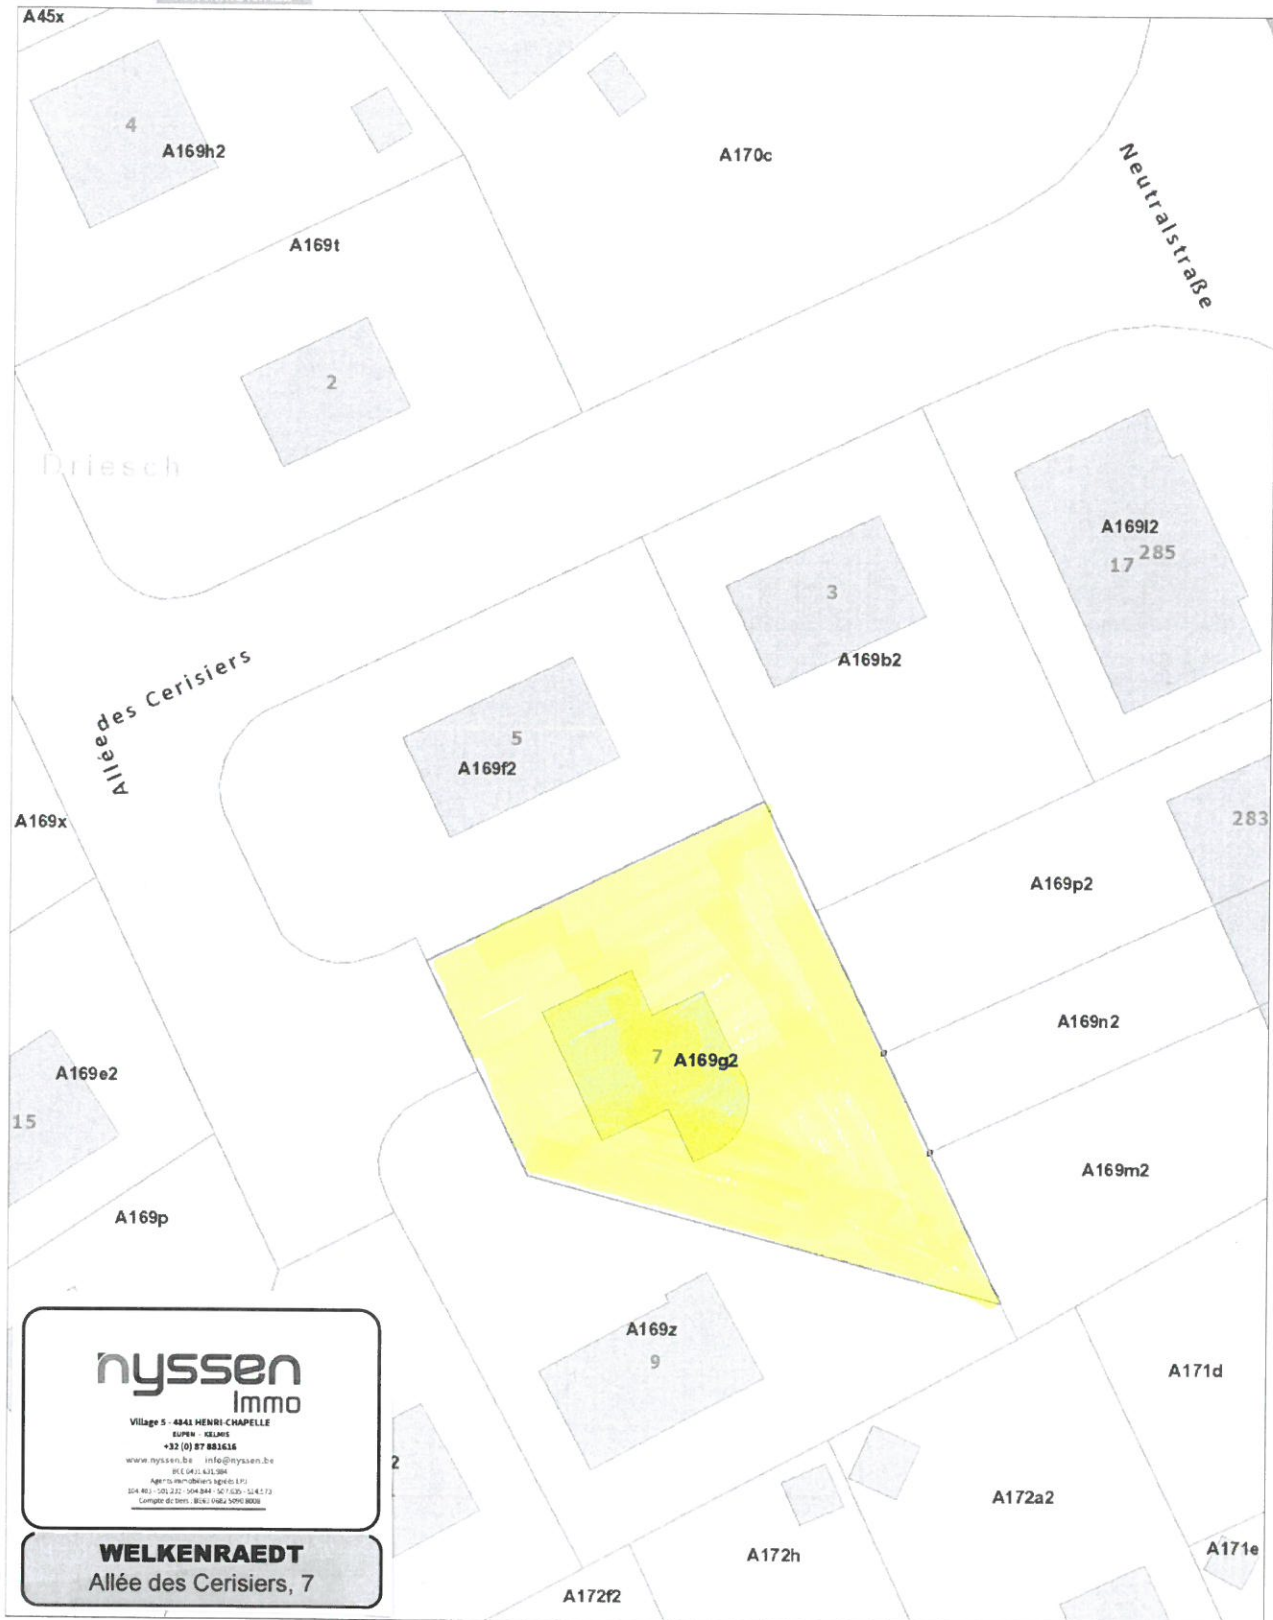 A45x
4
A169h2
A170c
Neutralstraße
A169t
2
Driesch
A169l2
17 285
3
A169b2
Allée des Cerisiers
5
A169f2
A169x
283
A169p2
A169n2
7 A169g2
A169e2
15
A169m2
A169p
A169z
9
A171d
nyssen
Immo
Village 5 - 4841 HENRI-CHAPELLE
EUPEN - KELMIS
+32 (0) 87 881616
www.nyssen.be info@nyssen.be
Agents immobiliers agréés I.P.I
2
A172a2
A172h
A171e
A172f2
WELKENRAEDT
Allée des Cerisiers, 7